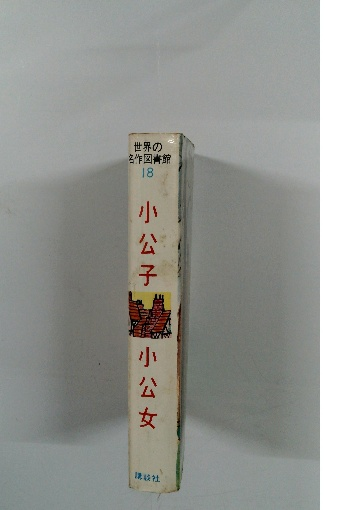 世界の
名作図書館
18
小公子
小公女
講談社